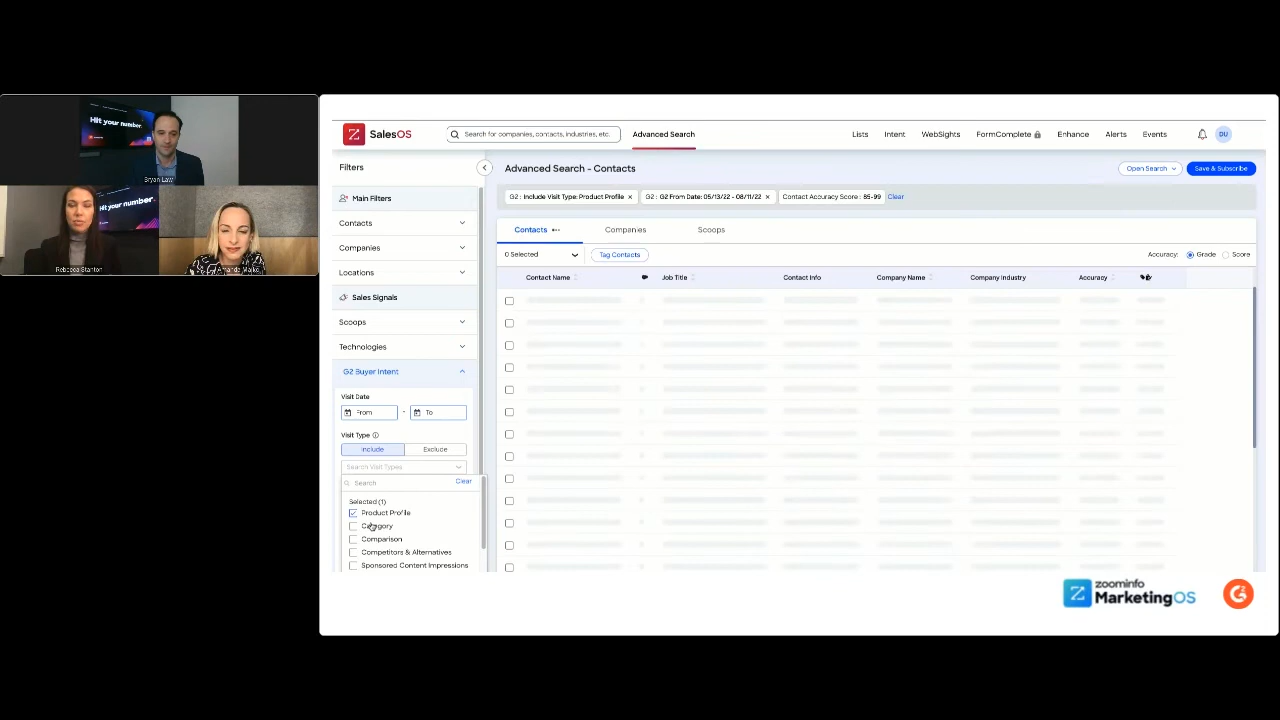 Hit your number.
Bryan Law
Hit your number.
Rebecca Stanton
Amanda Malko
Z SalesOS
Search for companies, contacts, industries, etc.
Advanced Search
Lists
Intent
WebSights
FormComplete
Enhance
Alerts
Events
DU
Filters
Main Filters
Contacts
Companies
Locations
Sales Signals
Scoops
Technologies
G2 Buyer Intent
Visit Date
From - To
Visit Type
Include Exclude
Search Visit Types
Search Clear
Selected (1)
Product Profile
Category
Comparison
Competitors & Alternatives
Sponsored Content Impressions
Advanced Search - Contacts
Open Search
Save & Subscribe
G2 : Include Visit Type: Product Profile ×
G2 : G2 From Date: 05/13/22 - 08/11/22 ×
Contact Accuracy Score : 85-99
Clear
Contacts
Companies
Scoops
0 Selected
Tag Contacts
Accuracy: Grade Score
Contact Name
Job Title
Contact Info
Company Name
Company Industry
Accuracy
Z zoominfo
MarketingOS
G2